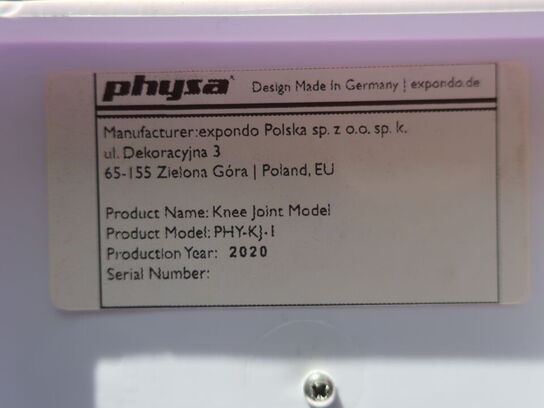 physa Design Made in Germany | expondo.de
Manufacturer:expondo Polska sp. z o.o. sp. k.
ul. Dekoracyjna 3
65-155 Zielona Góra | Poland, EU
Product Name: Knee Joint Model
Product Model: PHY-KJ-1
Production Year: 2020
Serial Number: